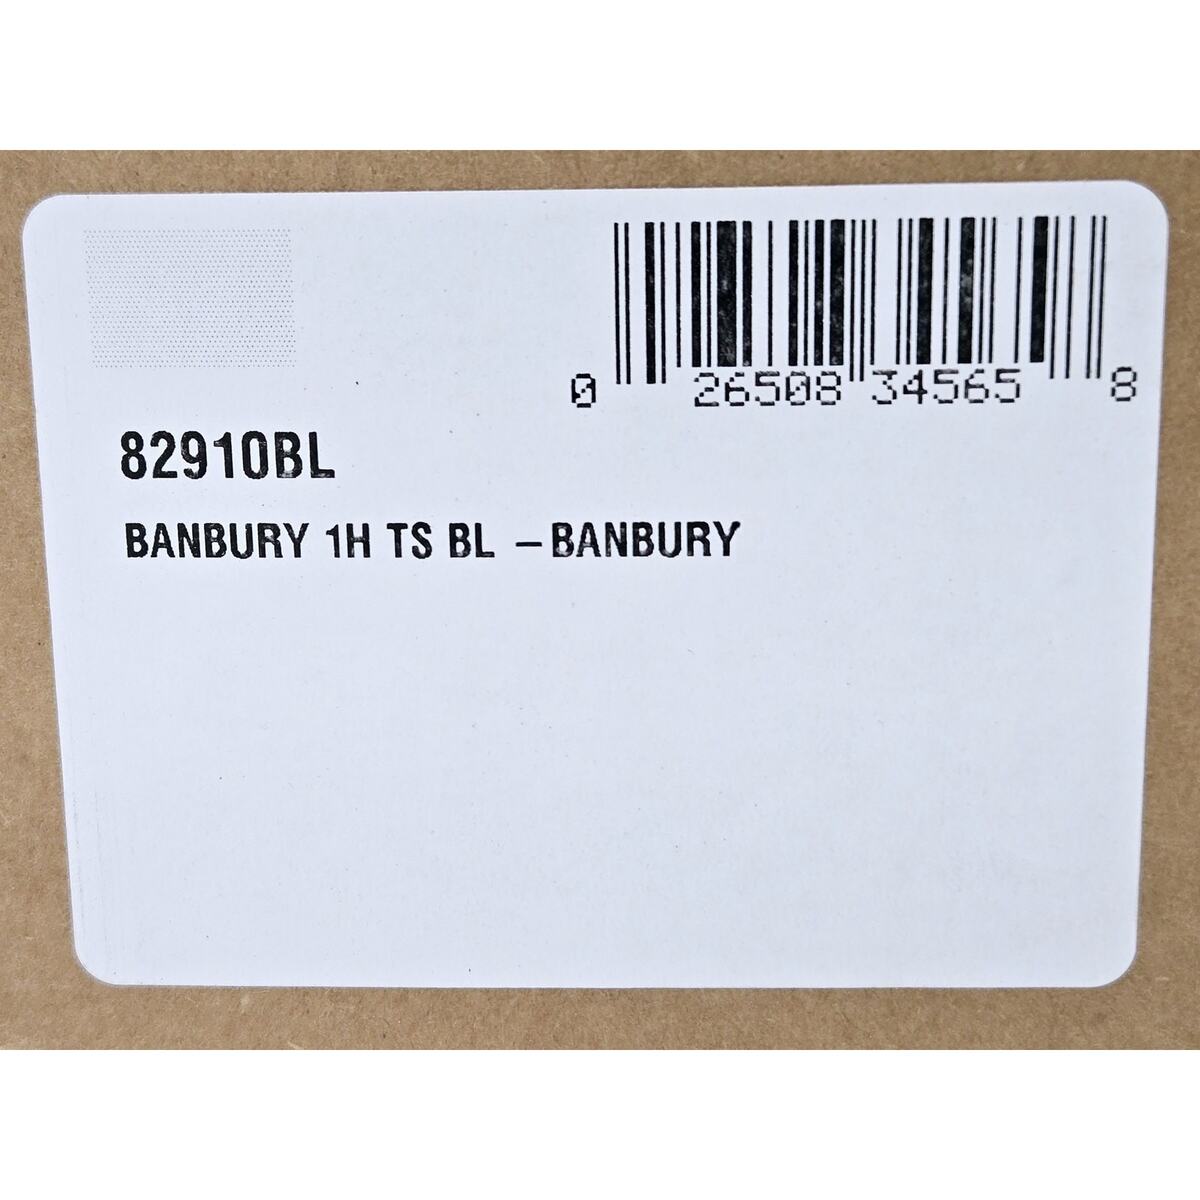 0 26508 34565 8
82910BL
BANBURY 1H TS BL –BANBURY